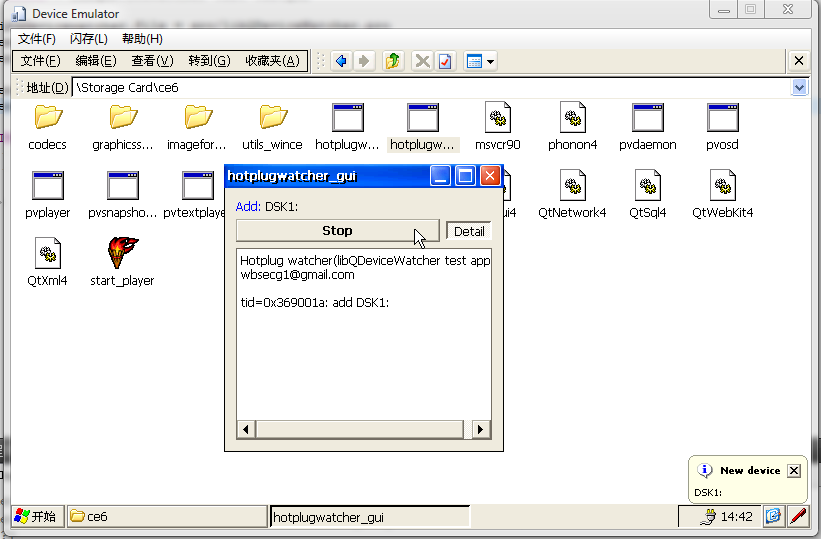 Device Emulator
文件(F) 闪存(L) 帮助(H)
文件(F) 编辑(E) 查看(V) 转到(G) 收藏夹(A)
地址(D) \Storage Card\ce6
codecs graphicss... imagefor... utils_wince hotplugw... hotplugw... msvcr90 phonon4 pvdaemon pvosd
pvplayer pvsnapsho... pvtextplaye QtNetwork4 QtSql4 QtWebKit4
QtXml4 start_player
hotplugwatcher_gui
Add: DSK1:
Stop Detail
Hotplug watcher(libQDeviceWatcher test app
wbsecg1@gmail.com
tid=0x369001a: add DSK1:
New device
DSK1:
开始 ce6 hotplugwatcher_gui 14:42